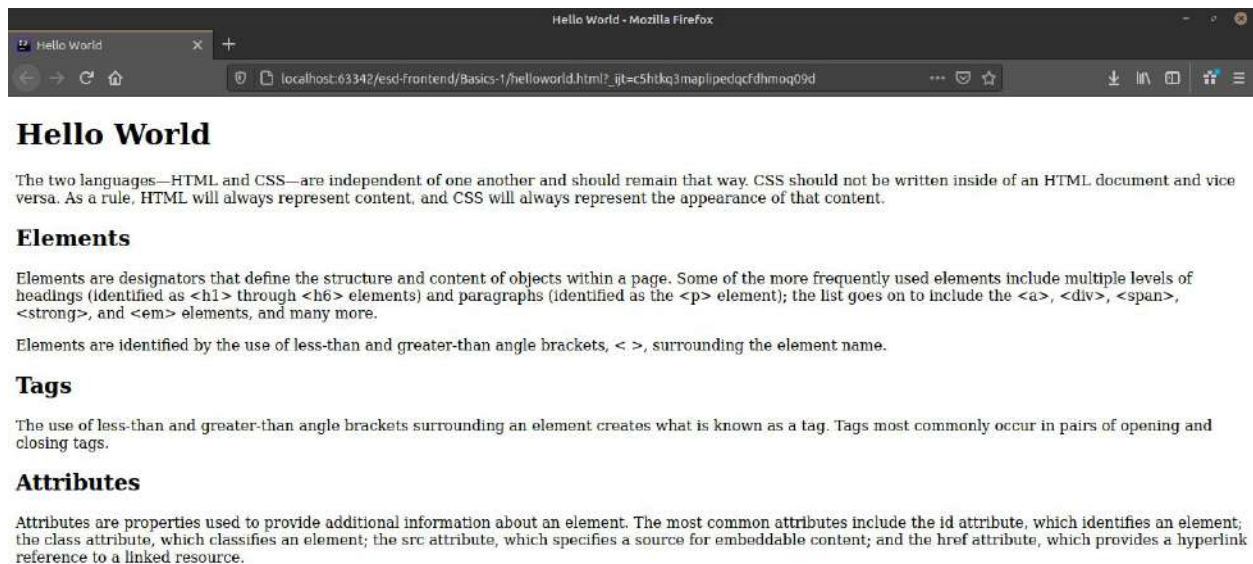 Hello World - Mozilla Firefox
Hello World
localhost:63342/esd-frontend/Basics-1/helloworld.html?_ijt=c5htkq3maplipedqcfdhmoq09d
Hello World
The two languages—HTML and CSS—are independent of one another and should remain that way. CSS should not be written inside of an HTML document and vice
versa. As a rule, HTML will always represent content, and CSS will always represent the appearance of that content.
Elements
Elements are designators that define the structure and content of objects within a page. Some of the more frequently used elements include multiple levels of
headings (identified as <h1> through <h6> elements) and paragraphs (identified as the <p> element); the list goes on to include the <a>, <div>, <span>,
<strong>, and <em> elements, and many more.
Elements are identified by the use of less-than and greater-than angle brackets, < >, surrounding the element name.
Tags
The use of less-than and greater-than angle brackets surrounding an element creates what is known as a tag. Tags most commonly occur in pairs of opening and
closing tags.
Attributes
Attributes are properties used to provide additional information about an element. The most common attributes include the id attribute, which identifies an element;
the class attribute, which classifies an element; the src attribute, which specifies a source for embeddable content; and the href attribute, which provides a hyperlink
reference to a linked resource.